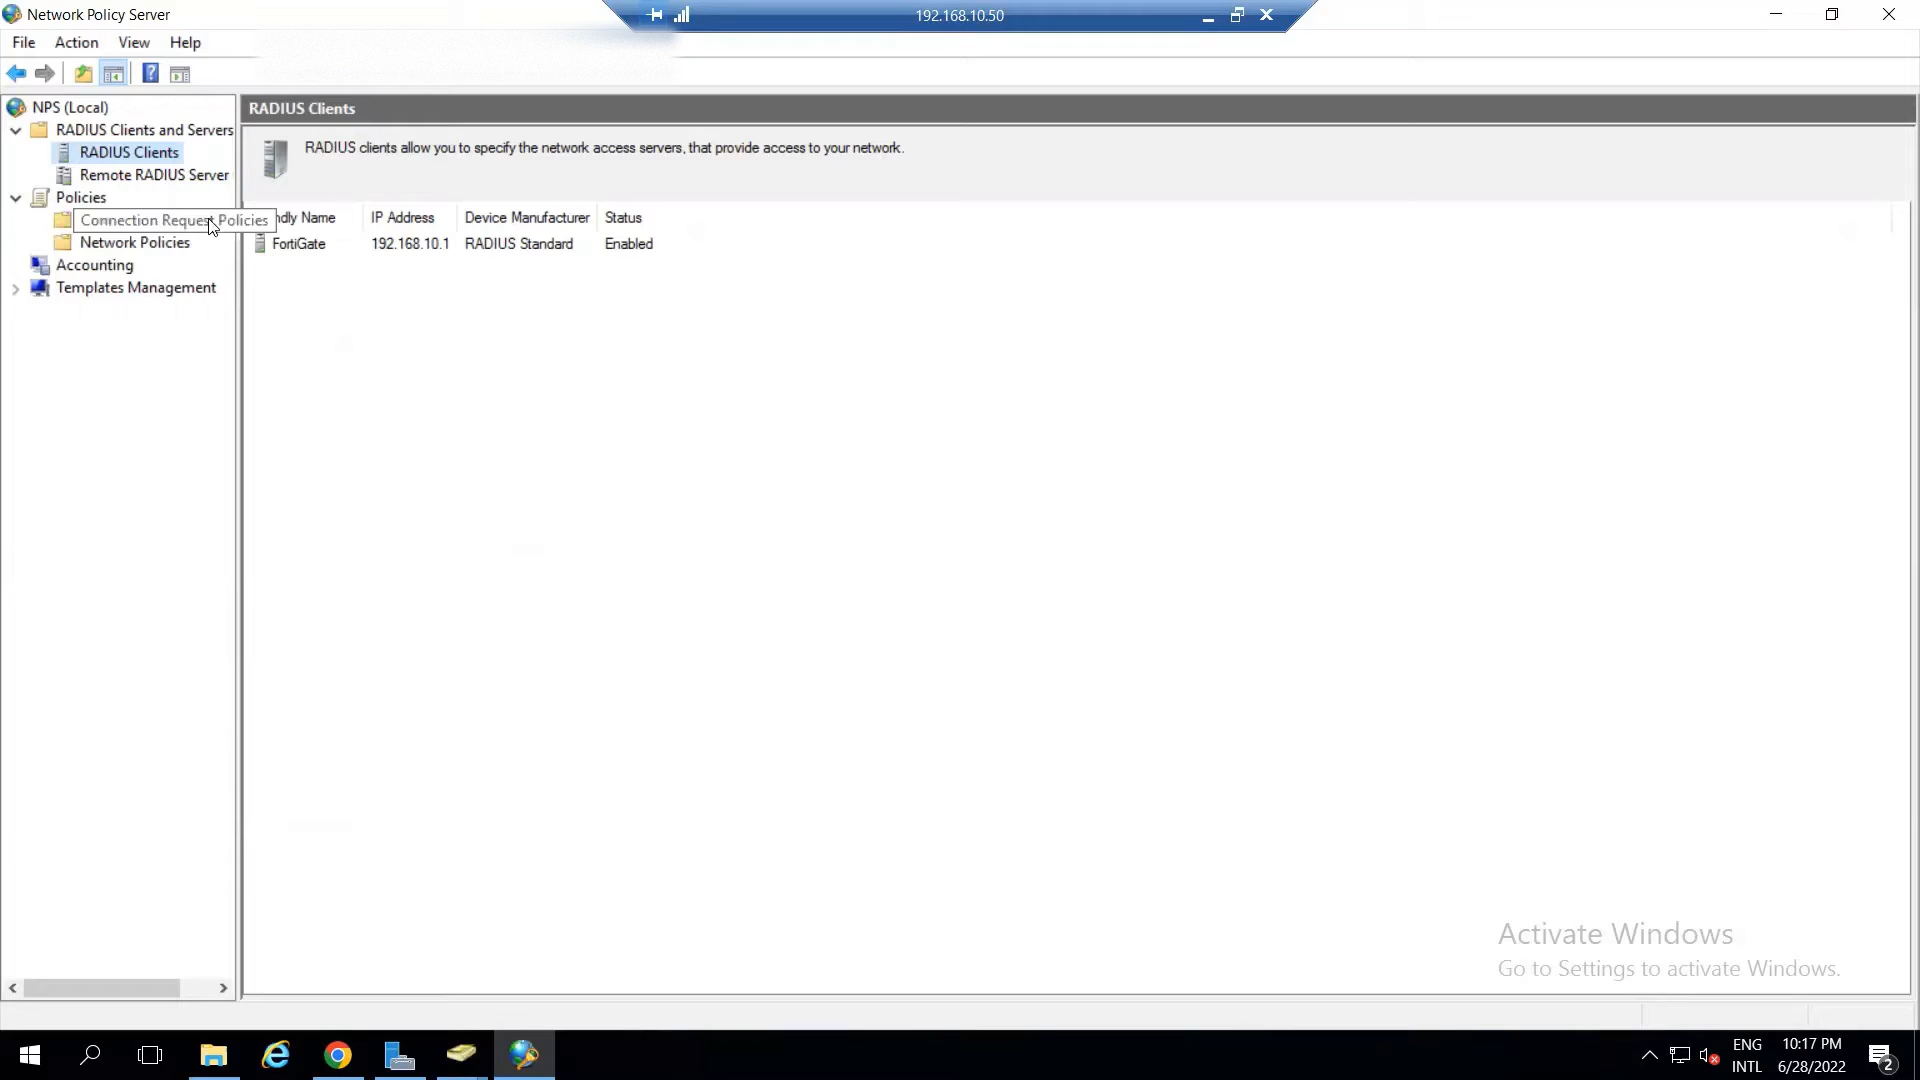 Network Policy Server
192.168.10.50
File Action View Help
NPS (Local)
RADIUS Clients and Servers
RADIUS Clients
Remote RADIUS Server
Policies
Connection Request Policies
Network Policies
Accounting
Templates Management
RADIUS Clients
RADIUS clients allow you to specify the network access servers, that provide access to your network.
ndly Name IP Address Device Manufacturer Status
FortiGate 192.168.10.1 RADIUS Standard Enabled
Activate Windows
Go to Settings to activate Windows.
ENG 10:17 PM
INTL 6/28/2022
2